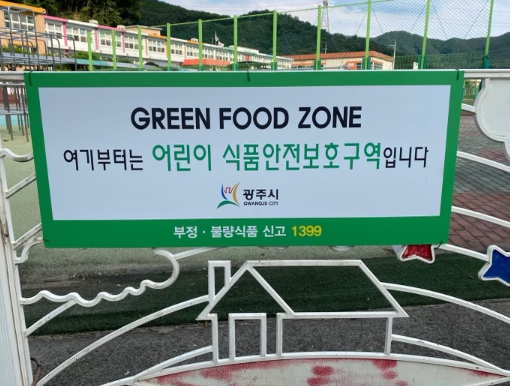 GREEN FOOD ZONE
여기부터는 어린이 식품안전보호구역입니다
광주시
GWANGJU CITY
부정·불량식품 신고 1399